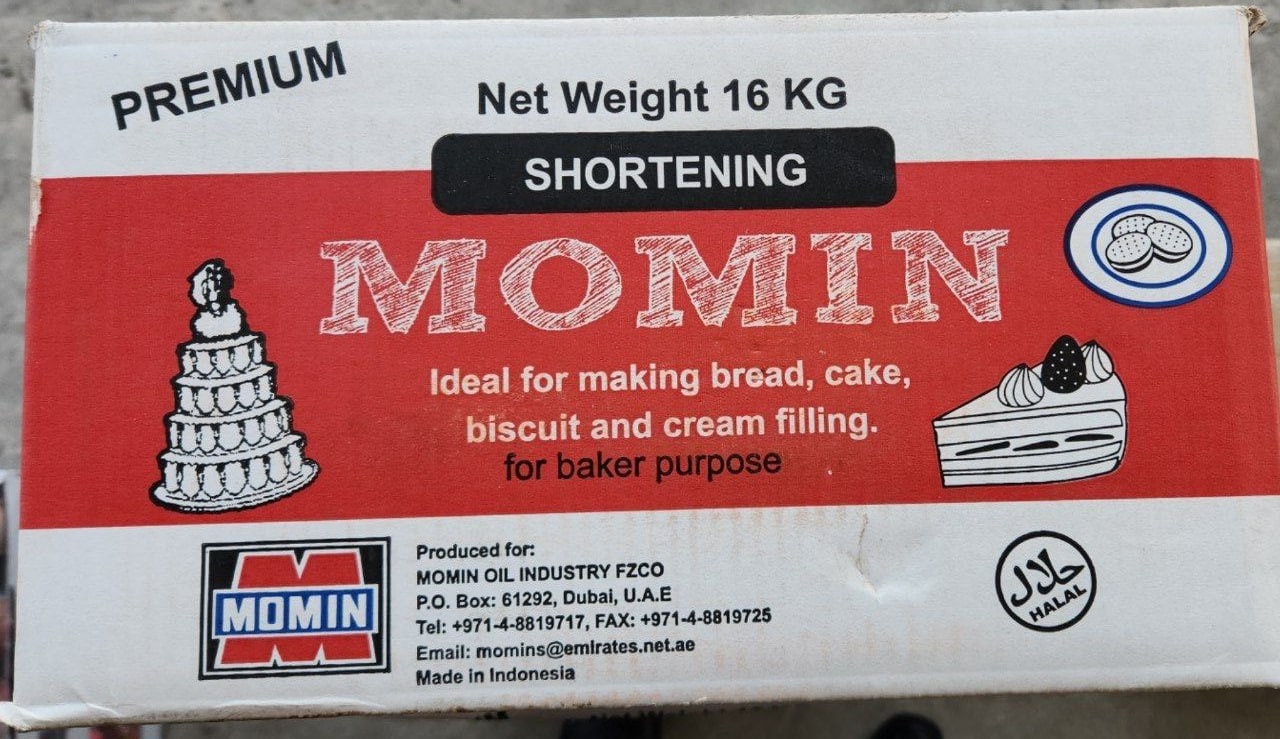 PREMIUM
Net Weight 16 KG
SHORTENING
MOMIN
Ideal for making bread, cake,
biscuit and cream filling.
for baker purpose
MOMIN
Produced for:
MOMIN OIL INDUSTRY FZCO
P.O. Box: 61292, Dubai, U.A.E
Tel: +971-4-8819717, FAX: +971-4-8819725
Email: momins@emirates.net.ae
Made in Indonesia
حلال
HALAL